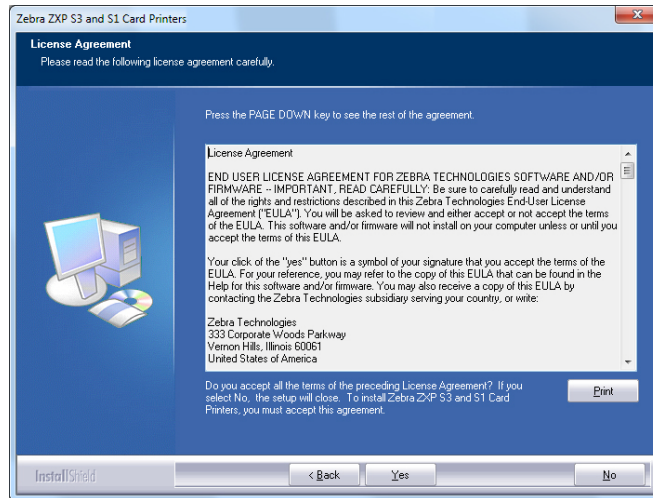 Zebra ZXP S3 and S1 Card Printers
License Agreement
Please read the following license agreement carefully.
Press the PAGE DOWN key to see the rest of the agreement.
License Agreement
END USER LICENSE AGREEMENT FOR ZEBRA TECHNOLOGIES SOFTWARE AND/OR
FIRMWARE -- IMPORTANT, READ CAREFULLY: Be sure to carefully read and understand
all of the rights and restrictions described in this Zebra Technologies End-User License
Agreement ("EULA"). You will be asked to review and either accept or not accept the terms
of the EULA. This software and/or firmware will not install on your computer unless or until you
accept the terms of this EULA.
Your click of the "yes" button is a symbol of your signature that you accept the terms of the
EULA. For your reference, you may refer to the copy of this EULA that can be found in the
Help for this software and/or firmware. You may also receive a copy of this EULA by
contacting the Zebra Technologies subsidiary serving your country, or write:
Zebra Technologies
333 Corporate Woods Parkway
Vernon Hills, Illinois 60061
United States of America
Do you accept all the terms of the preceding License Agreement? If you
select No, the setup will close. To install Zebra ZXP S3 and S1 Card
Printers, you must accept this agreement.
Print
InstallShield
< Back
Yes
No